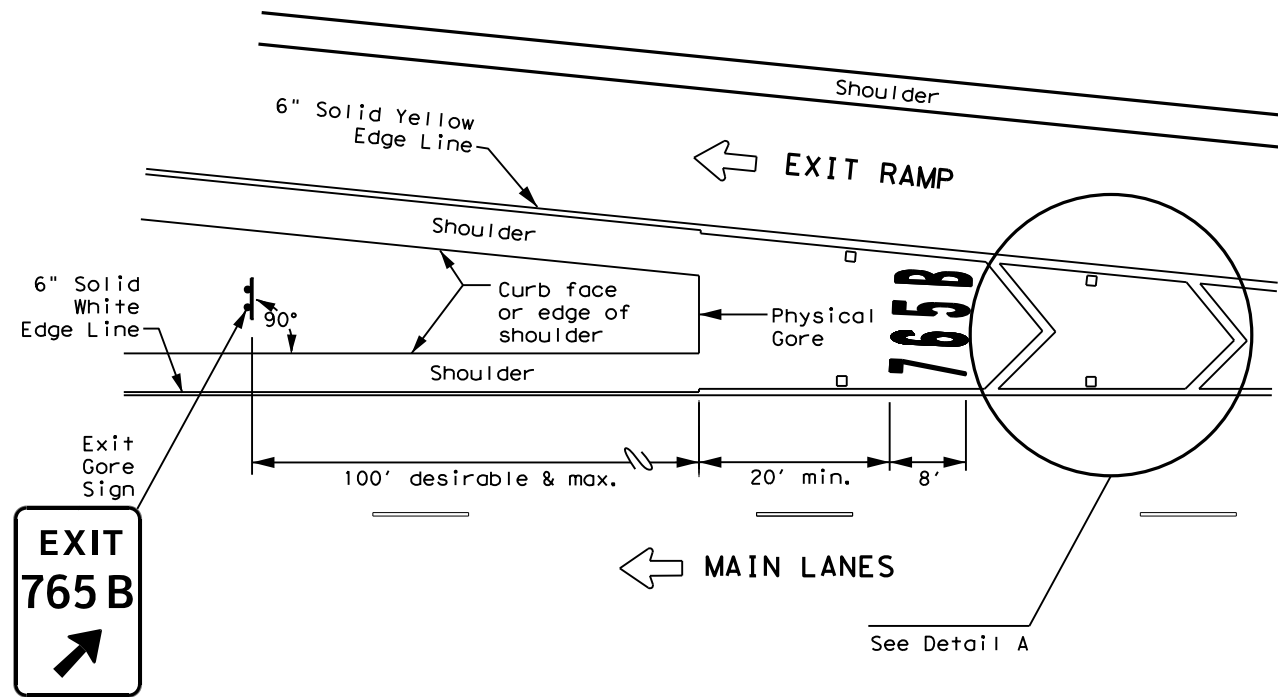 Shoulder
6" Solid Yellow
Edge Line
EXIT RAMP
Shoulder
765B
6" Solid
White
Edge Line
90°
Curb face
or edge of
shoulder
Physical
Gore
Shoulder
Exit
Gore
Sign
100' desirable & max.
20' min.
8'
EXIT
765 B
MAIN LANES
See Detail A